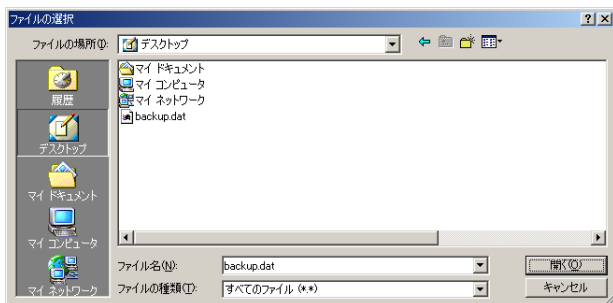 ファイルの選択
ファイルの場所(I):
デスクトップ
履歴
デスクトップ
マイ ドキュメント
マイ コンピュータ
マイ ネットワーク
マイ ドキュメント
マイ コンピュータ
マイ ネットワーク
backup.dat
ファイル名(N):
backup.dat
開く(O)
ファイルの種類(T):
すべてのファイル (*.*)
キャンセル